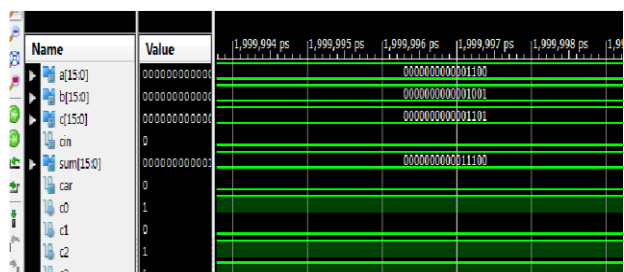 1,999,994 ps 1,999,995 ps 1,999,996 ps 1,999,997 ps 1,999,998 ps
Name Value
a[15:0] 000000000000 0000000000001100
b[15:0] 000000000000 0000000000001001
c[15:0] 000000000000 0000000000001101
cin 0
sum[15:0] 000000000001 0000000000011100
car 0
c0 1
c1 0
c2 1